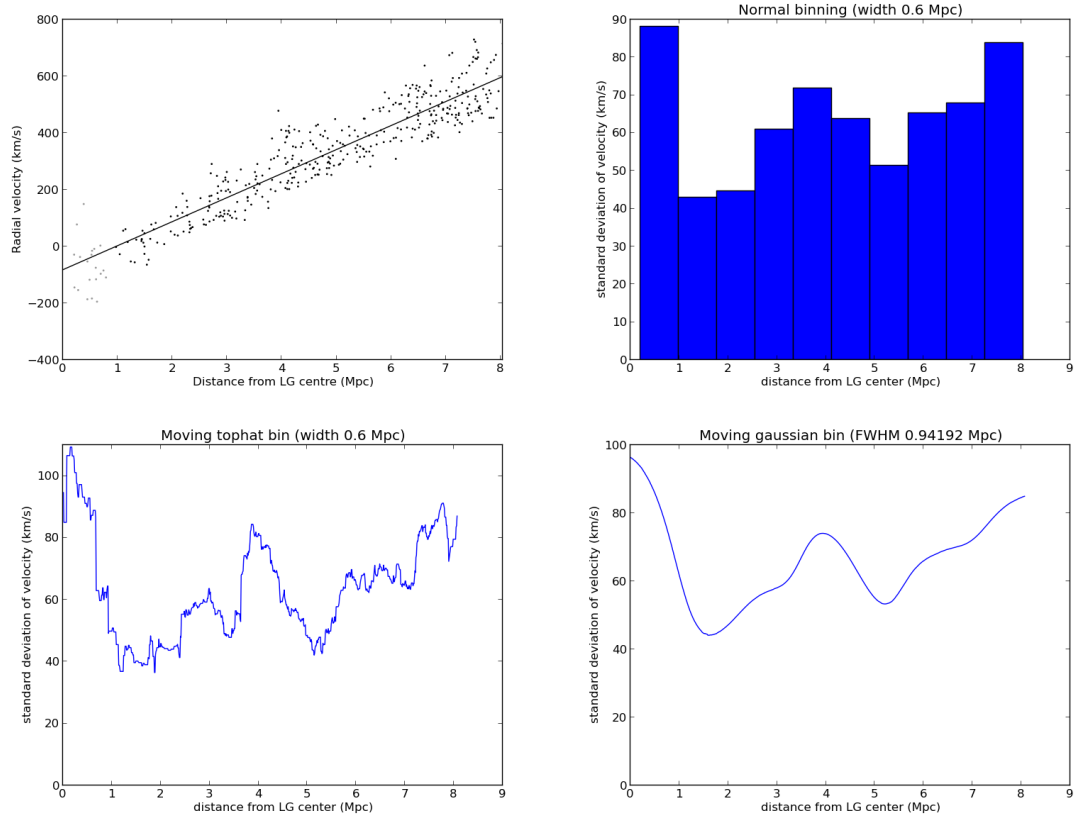 800
600
400
200
0
−200
−400
Radial velocity (km/s)
0 1 2 3 4 5 6 7 8
Distance from LG centre (Mpc)
Normal binning (width 0.6 Mpc)
90
80
70
60
50
40
30
20
10
0
standard deviation of velocity (km/s)
0 1 2 3 4 5 6 7 8 9
distance from LG center (Mpc)
Moving tophat bin (width 0.6 Mpc)
100
80
60
40
20
0
standard deviation of velocity (km/s)
0 1 2 3 4 5 6 7 8 9
distance from LG center (Mpc)
Moving gaussian bin (FWHM 0.94192 Mpc)
100
80
60
40
20
0
standard deviation of velocity (km/s)
0 1 2 3 4 5 6 7 8 9
distance from LG center (Mpc)